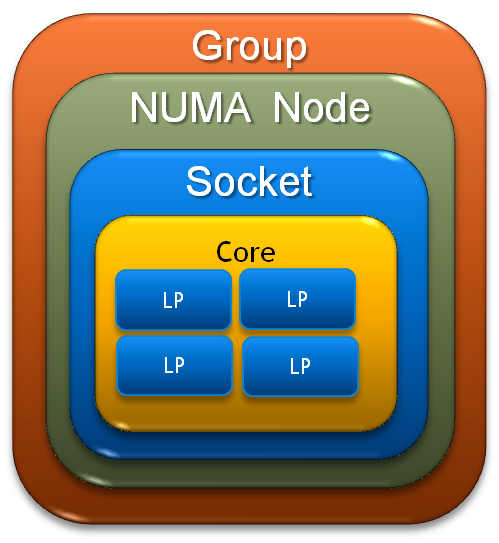 Group
NUMA Node
Socket
Core
LP
LP
LP
LP